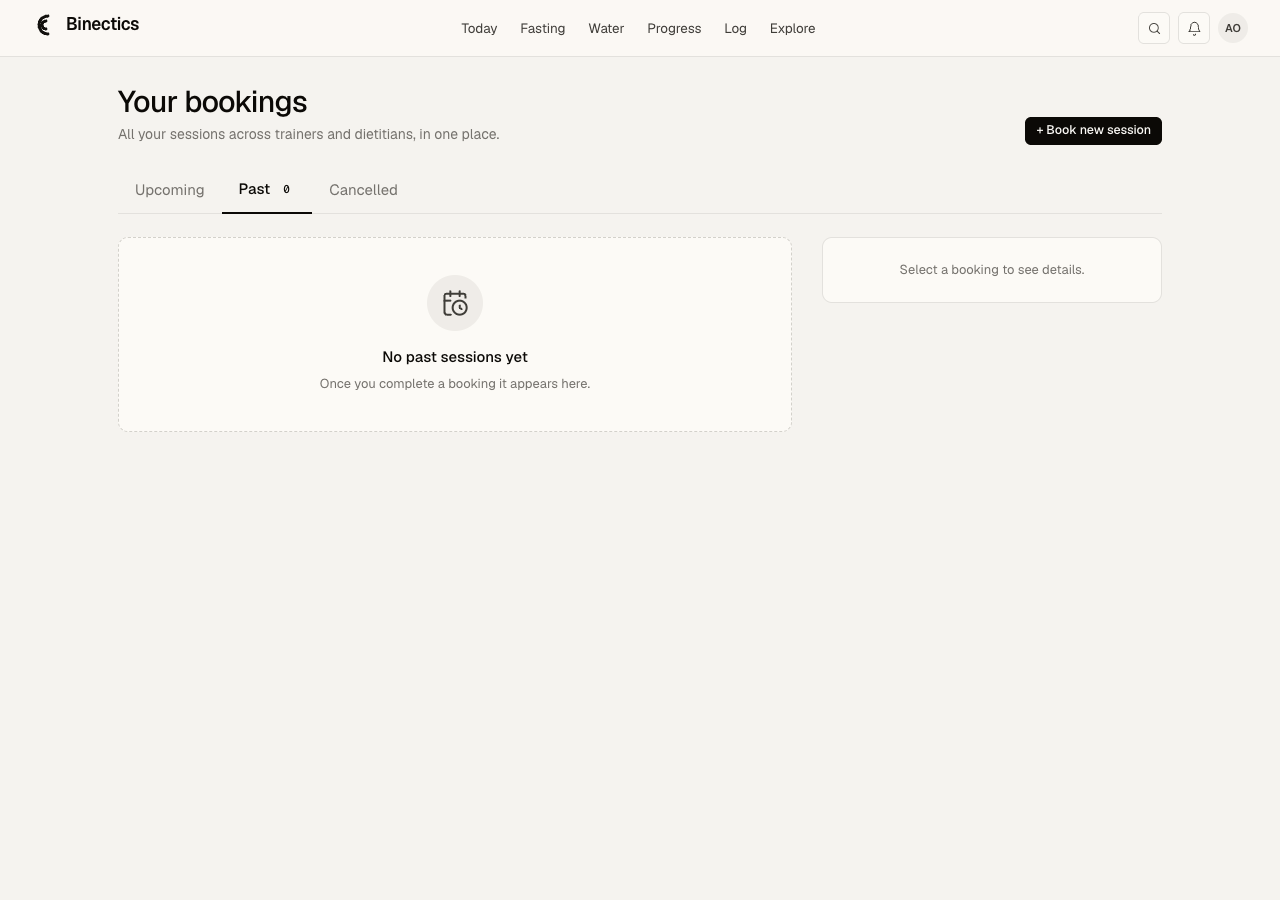 Binectics
Today Fasting Water Progress Log Explore
AO
Your bookings
All your sessions across trainers and dietitians, in one place.
+ Book new session
Upcoming Past 0 Cancelled
No past sessions yet
Once you complete a booking it appears here.
Select a booking to see details.